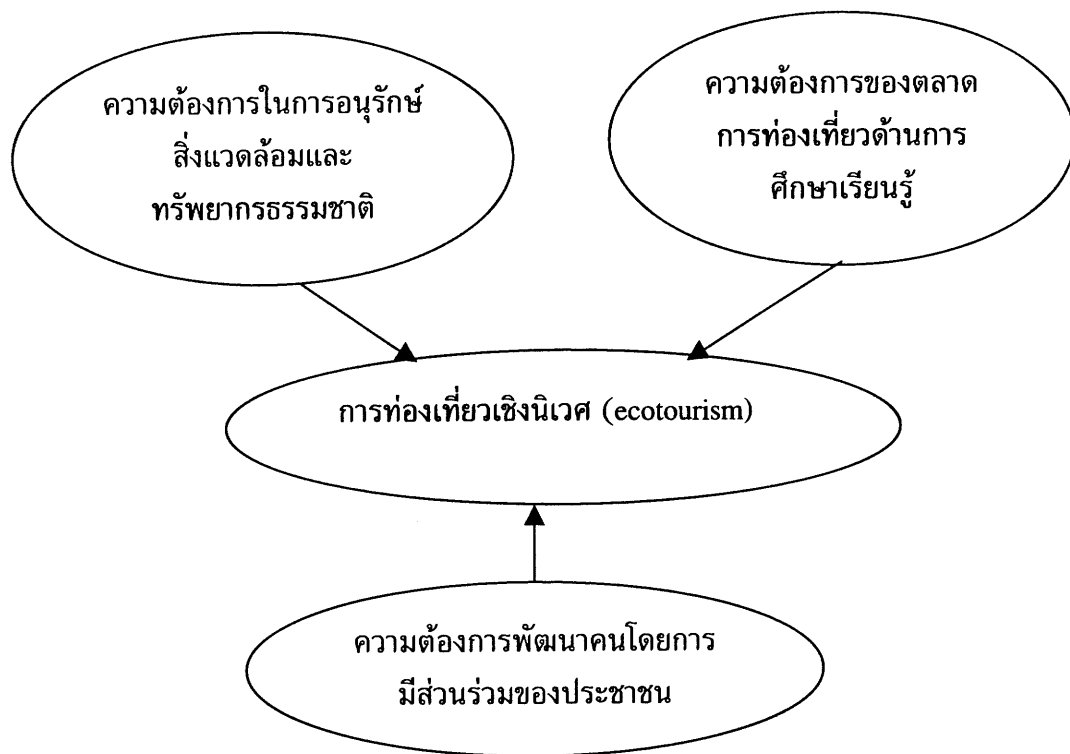 ความต้องการในการอนุรักษ์
สิ่งแวดล้อมและ
ทรัพยากรธรรมชาติ
ความต้องการของตลาด
การท่องเที่ยวด้านการ
ศึกษาเรียนรู้
การท่องเที่ยวเชิงนิเวศ (ecotourism)
ความต้องการพัฒนาคนโดยการ
มีส่วนร่วมของประชาชน